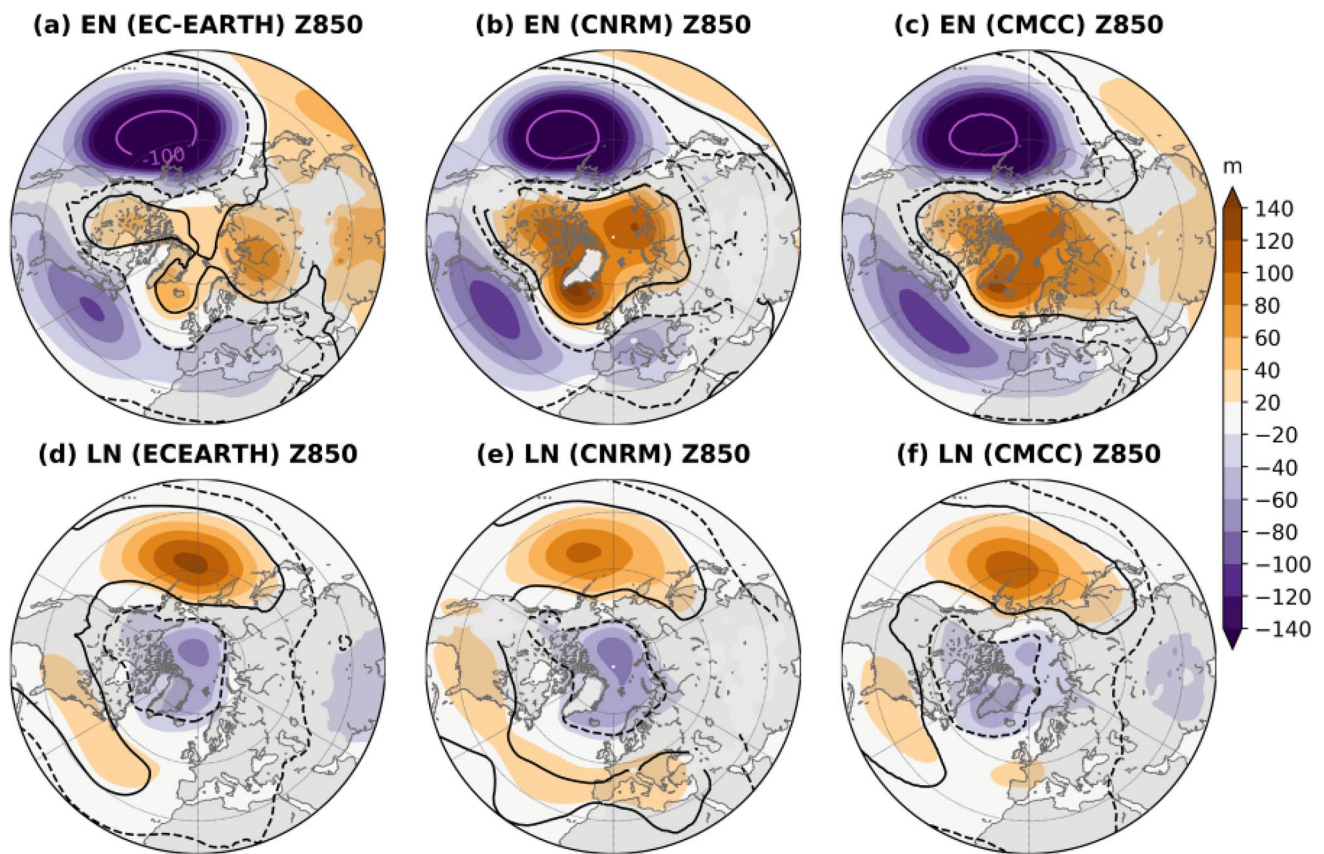 (a) EN (EC-EARTH) Z850
(b) EN (CNRM) Z850
(c) EN (CMCC) Z850
-100
m
140
120
100
80
60
40
20
−20
−40
−60
−80
−100
−120
−140
(d) LN (ECEARTH) Z850
(e) LN (CNRM) Z850
(f) LN (CMCC) Z850